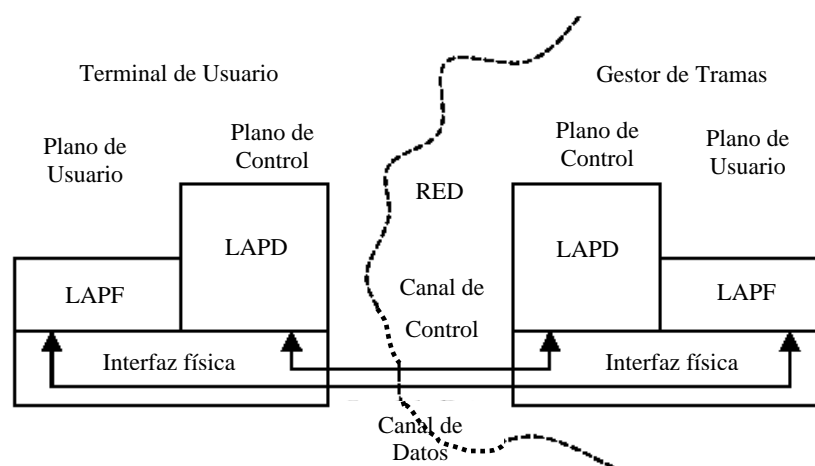 Terminal de Usuario
Gestor de Tramas
Plano de
Usuario
Plano de
Control
Plano de
Control
Plano de
Usuario
RED
LAPD
LAPD
LAPF
LAPF
Canal de
Control
Interfaz física
Interfaz física
Canal de
Datos